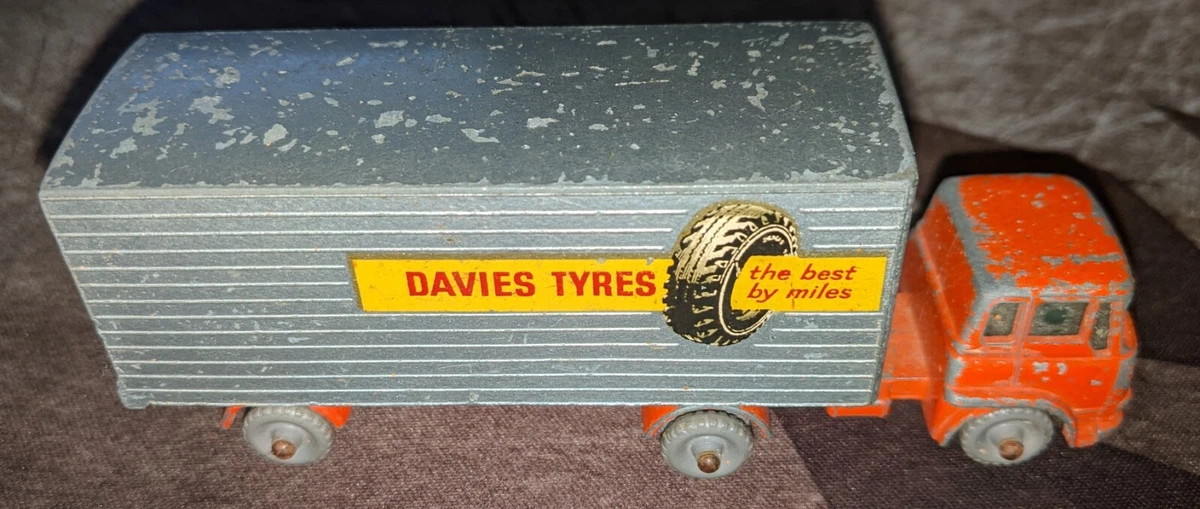 DAVIES TYRES
the best
by miles